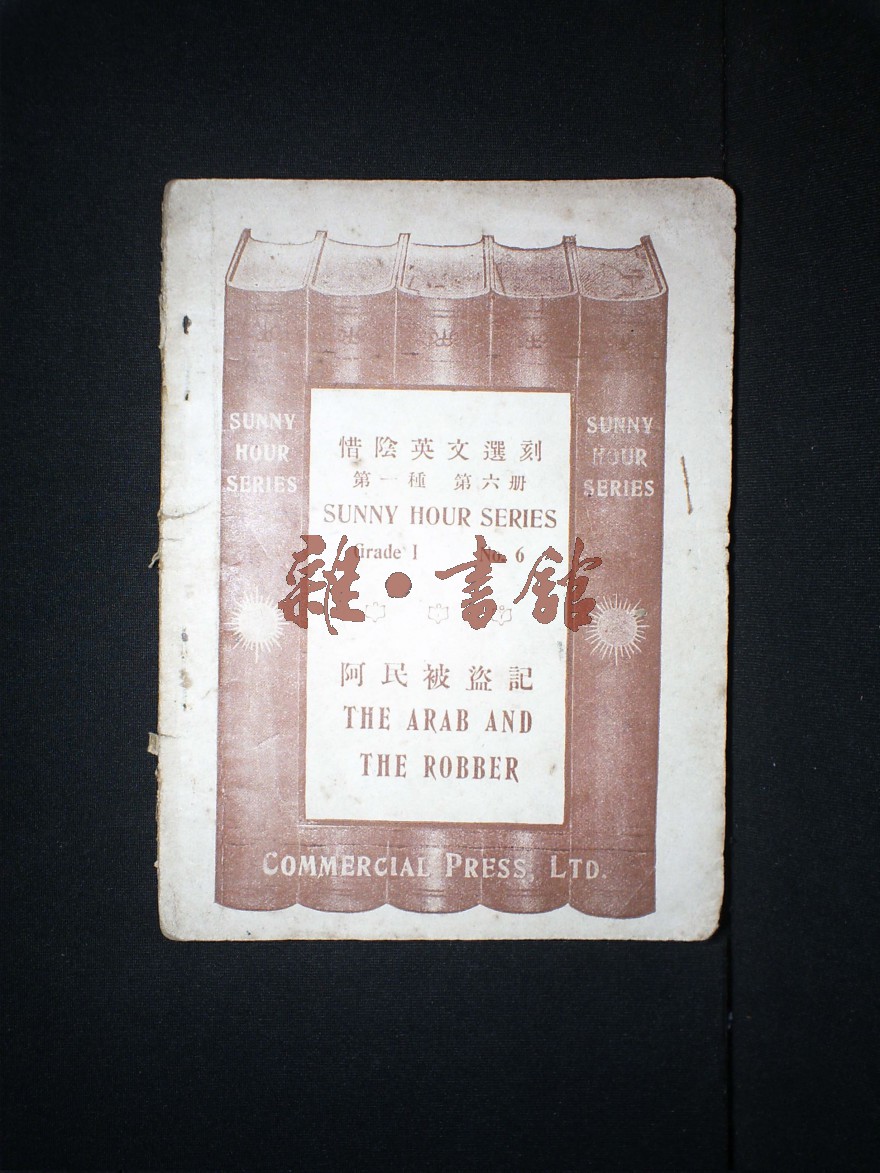 SUNNY
HOUR
SERIES
SUNNY
HOUR
SERIES
惜陰英文選刻
第一種 第六册
SUNNY HOUR SERIES
Grade I No. 6
雜·書館
阿民被盜記
THE ARAB AND
THE ROBBER
COMMERCIAL PRESS, LTD.